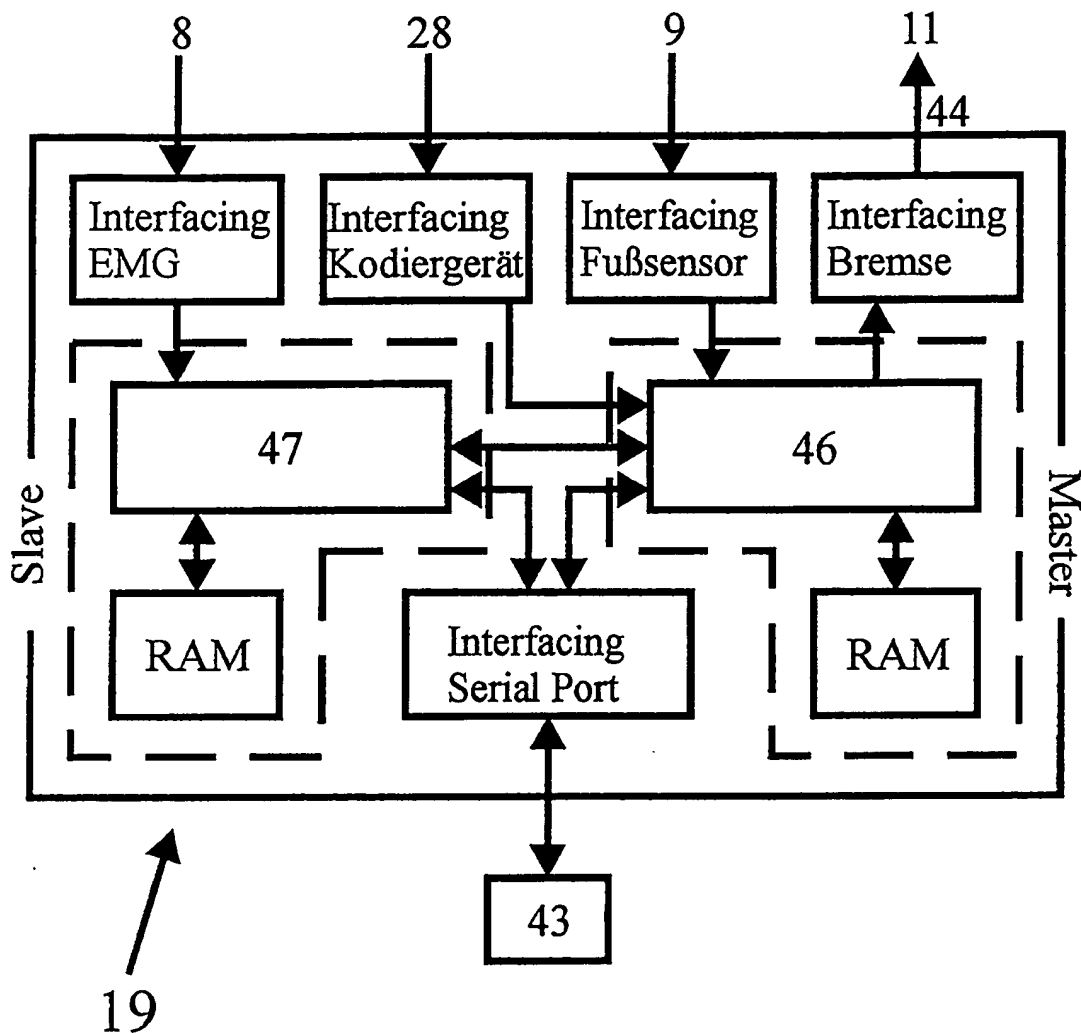 8
28
9
11
44
Interfacing
EMG
Interfacing
Kodiergerät
Interfacing
Fußsensor
Interfacing
Bremse
47
46
Slave
Master
RAM
Interfacing
Serial Port
RAM
43
19